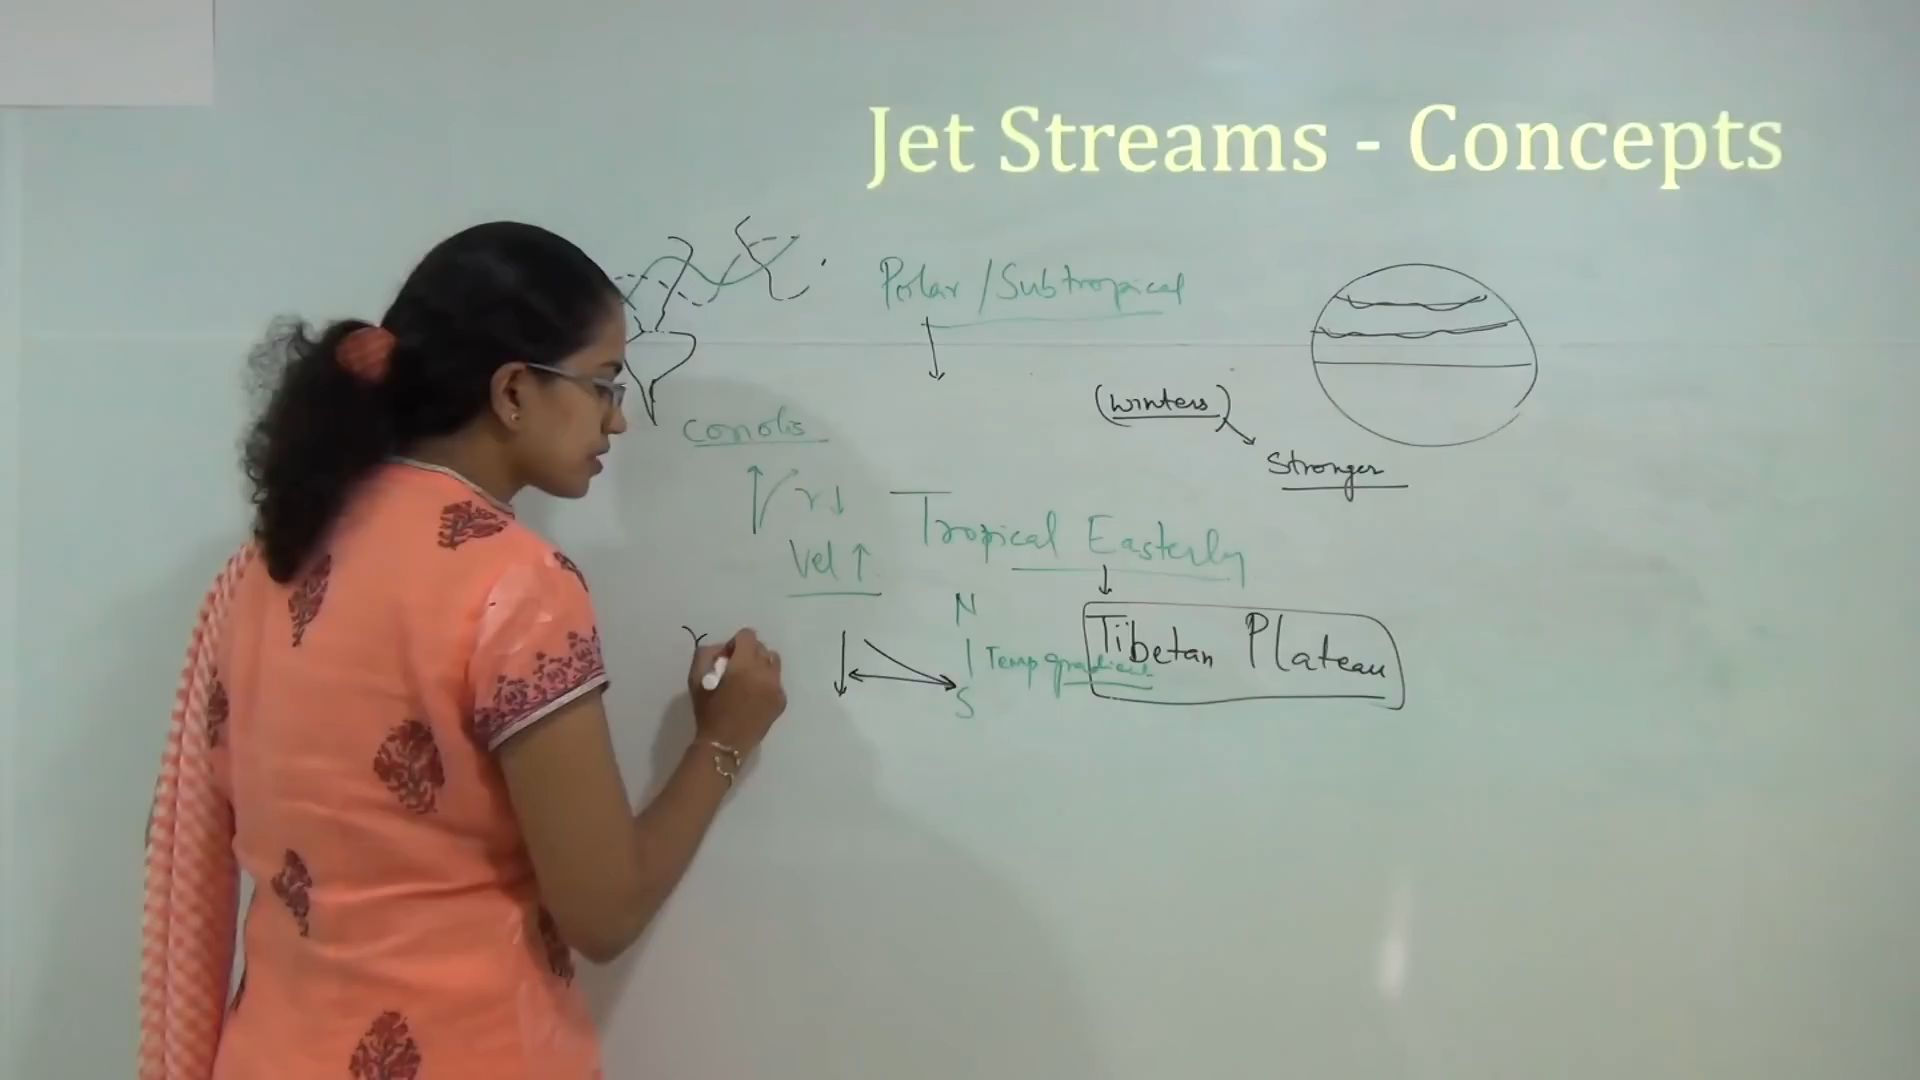 Jet Streams - Concepts
Polar / Subtropical
(Winters)
Stronger
Coriolis
r↓
Vel ↑
Tropical Easterly
N
Temp gradient
S
Tibetan Plateau
r